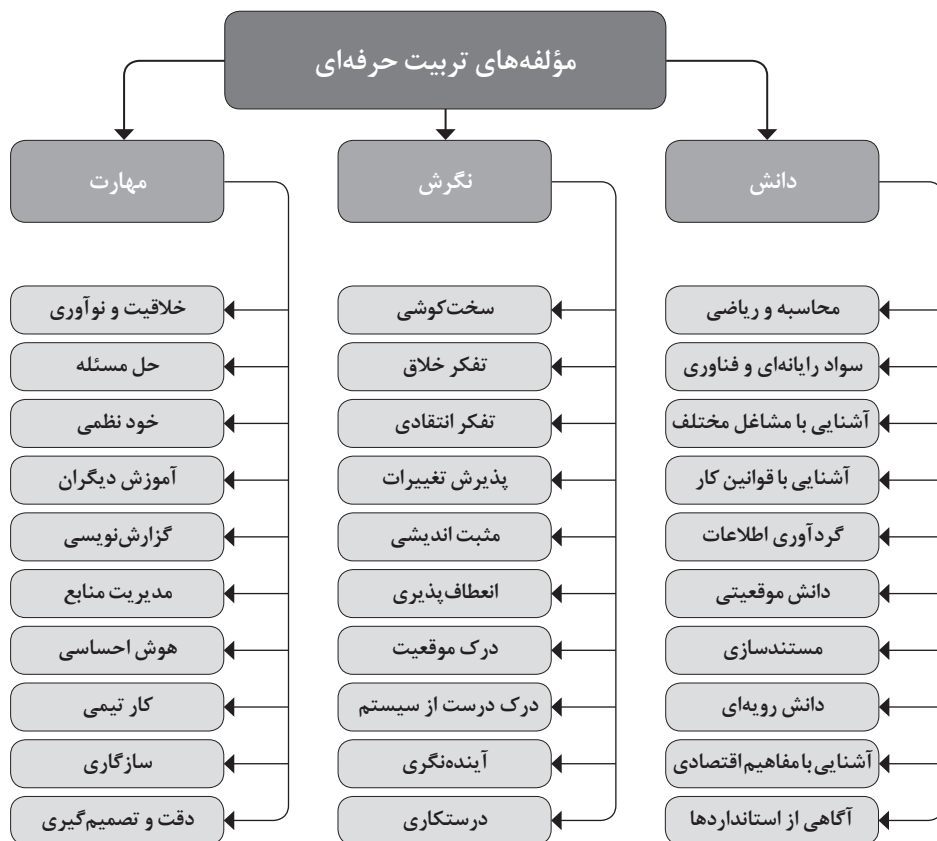 مؤلفه‌های تربیت حرفه‌ای
دانش
محاسبه و ریاضی
سواد رایانه‌ای و فناوری
آشنایی با مشاغل مختلف
آشنایی با قوانین کار
گردآوری اطلاعات
دانش موقعیتی
مستندسازی
دانش رویه‌ای
آشنایی با مفاهیم اقتصادی
آگاهی از استانداردها
نگرش
سخت‌کوشی
تفکر خلاق
تفکر انتقادی
پذیرش تغییرات
مثبت اندیشی
انعطاف‌پذیری
درک موقعیت
درک درست از سیستم
آینده‌نگری
درستکاری
مهارت
خلاقیت و نوآوری
حل مسئله
خود نظمی
آموزش دیگران
گزارش‌نویسی
مدیریت منابع
هوش احساسی
کار تیمی
سازگاری
دقت و تصمیم‌گیری